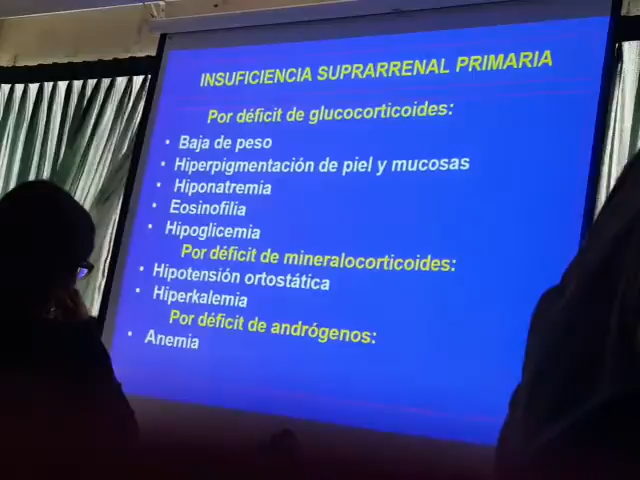 INSUFICIENCIA SUPRARRENAL PRIMARIA
Por déficit de glucocorticoides:
• Baja de peso
• Hiperpigmentación de piel y mucosas
• Hiponatremia
• Eosinofilia
• Hipoglicemia
Por déficit de mineralocorticoides:
• Hipotensión ortostática
• Hiperkalemia
Por déficit de andrógenos:
• Anemia